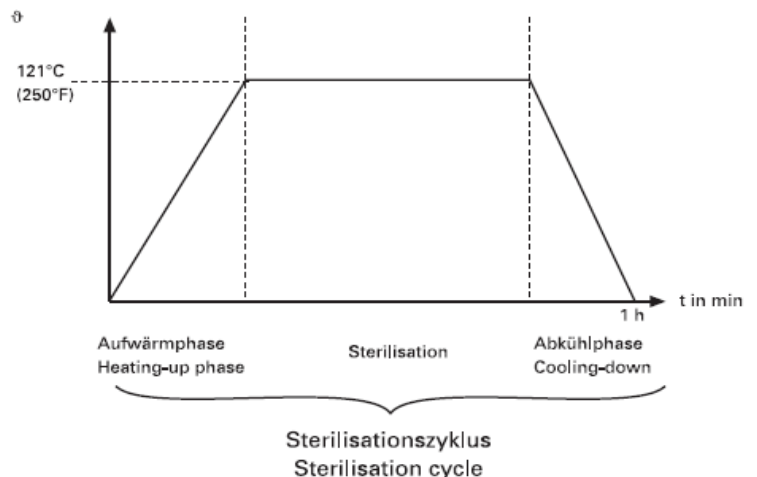 ϑ
121°C
(250°F)
t in min
1 h
Aufwärmphase
Heating-up phase
Sterilisation
Abkühlphase
Cooling-down
Sterilisationszyklus
Sterilisation cycle